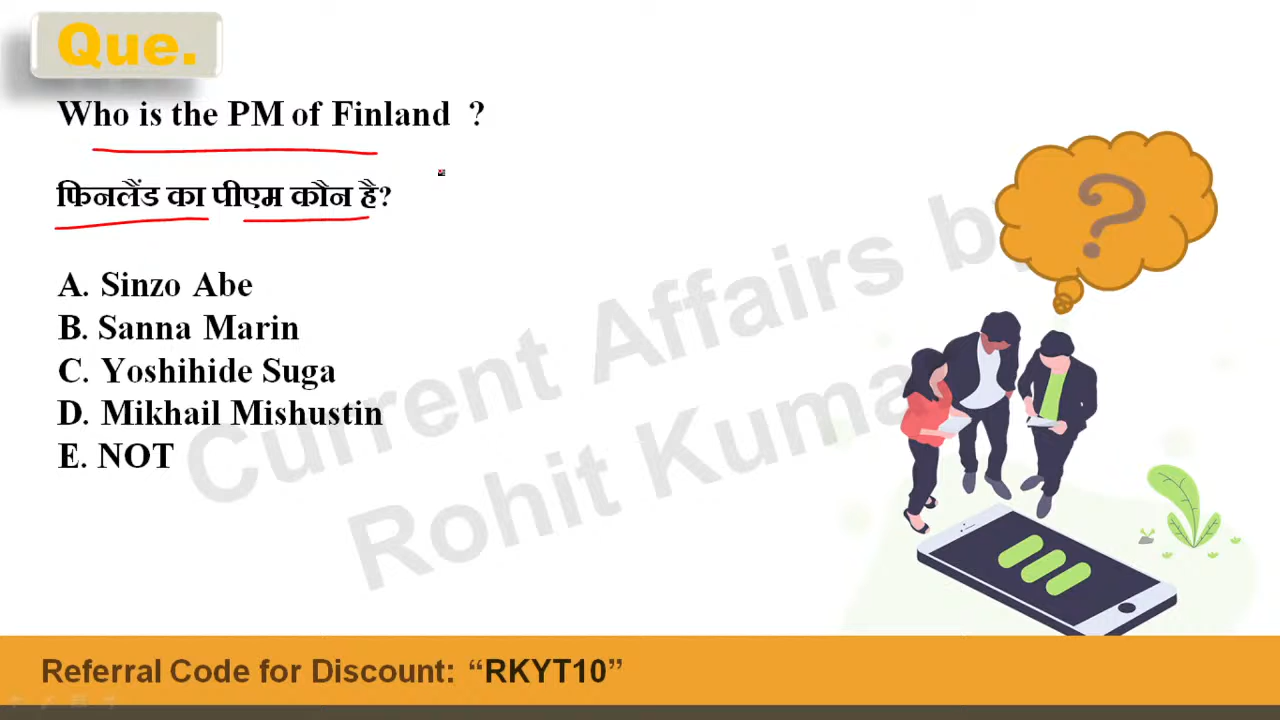 Que.
Who is the PM of Finland ?
फिनलैंड का पीएम कौन है?
A. Sinzo Abe
B. Sanna Marin
C. Yoshihide Suga
D. Mikhail Mishustin
E. NOT
Current Affairs by
Rohit Kumar
Referral Code for Discount: “RKYT10”